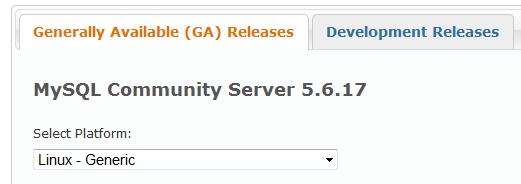 Generally Available (GA) Releases
Development Releases
MySQL Community Server 5.6.17
Select Platform:
Linux - Generic